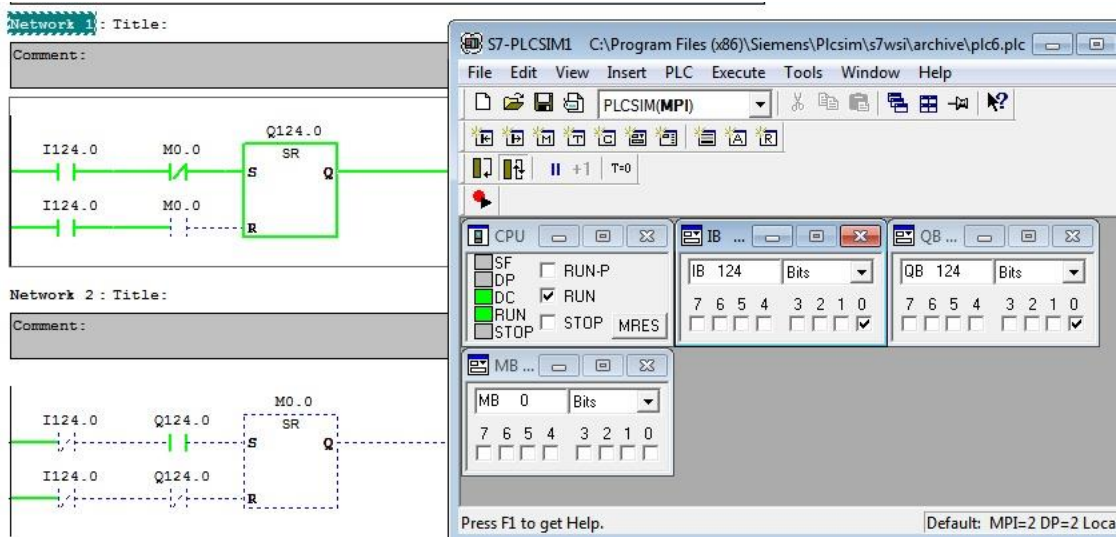 Network 1: Title:
Comment:
Q124.0
I124.0 M0.0 SR
S Q
I124.0 M0.0
R
Network 2 : Title:
Comment:
M0.0
I124.0 Q124.0 SR
S Q
I124.0 Q124.0
R
S7-PLCSIM1 C:\Program Files (x86)\Siemens\Plcsim\s7wsi\archive\plc6.plc
File Edit View Insert PLC Execute Tools Window Help
PLCSIM(MPI)
+1 T=0
CPU
SF
DP
DC
RUN
STOP
RUN-P
RUN
STOP MRES
IB ...
IB 124 Bits
7 6 5 4 3 2 1 0
QB ...
QB 124 Bits
7 6 5 4 3 2 1 0
MB ...
MB 0 Bits
7 6 5 4 3 2 1 0
Press F1 to get Help.
Default: MPI=2 DP=2 Loca